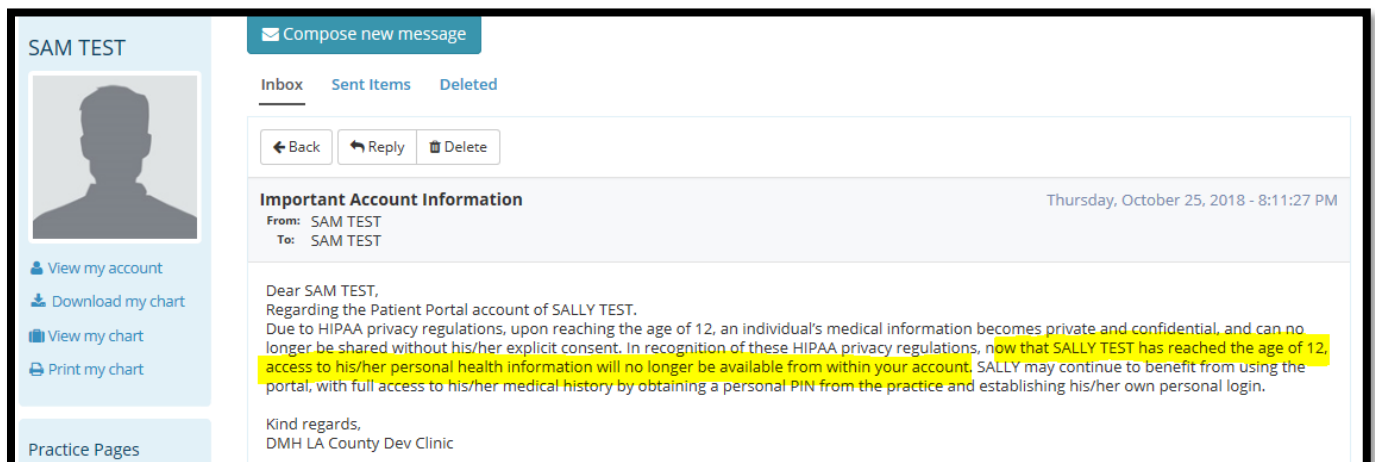 SAM TEST
View my account
Download my chart
View my chart
Print my chart
Practice Pages
Compose new message
Inbox Sent Items Deleted
Back Reply Delete
Important Account Information Thursday, October 25, 2018 - 8:11:27 PM
From: SAM TEST
To: SAM TEST
Dear SAM TEST,
Regarding the Patient Portal account of SALLY TEST.
Due to HIPAA privacy regulations, upon reaching the age of 12, an individual's medical information becomes private and confidential, and can no
longer be shared without his/her explicit consent. In recognition of these HIPAA privacy regulations, now that SALLY TEST has reached the age of 12,
access to his/her personal health information will no longer be available from within your account. SALLY may continue to benefit from using the
portal, with full access to his/her medical history by obtaining a personal PIN from the practice and establishing his/her own personal login.
Kind regards,
DMH LA County Dev Clinic